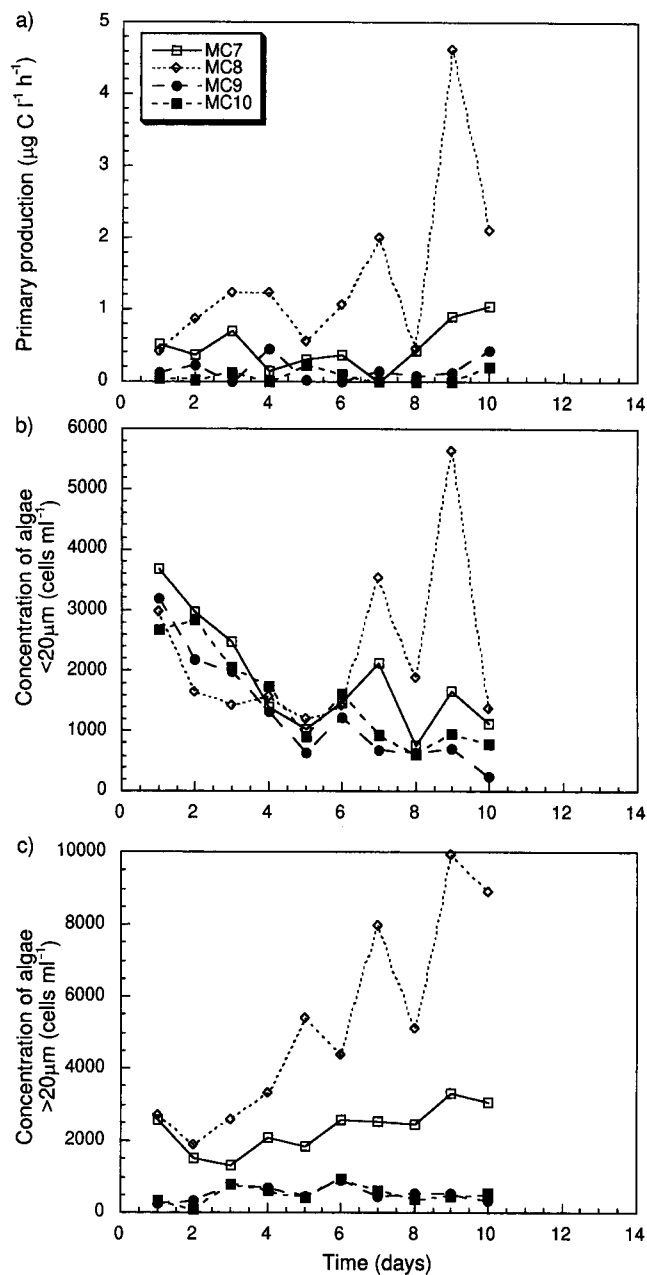 a)
5
4
3
2
1
0
Primary production (µg C l⁻¹ h⁻¹)
MC7
MC8
MC9
MC10
0 2 4 6 8 10 12 14
b)
6000
5000
4000
3000
2000
1000
0
Concentration of algae
<20µm (cells ml⁻¹)
0 2 4 6 8 10 12 14
c)
10000
8000
6000
4000
2000
0
Concentration of algae
>20µm (cells ml⁻¹)
0 2 4 6 8 10 12 14
Time (days)